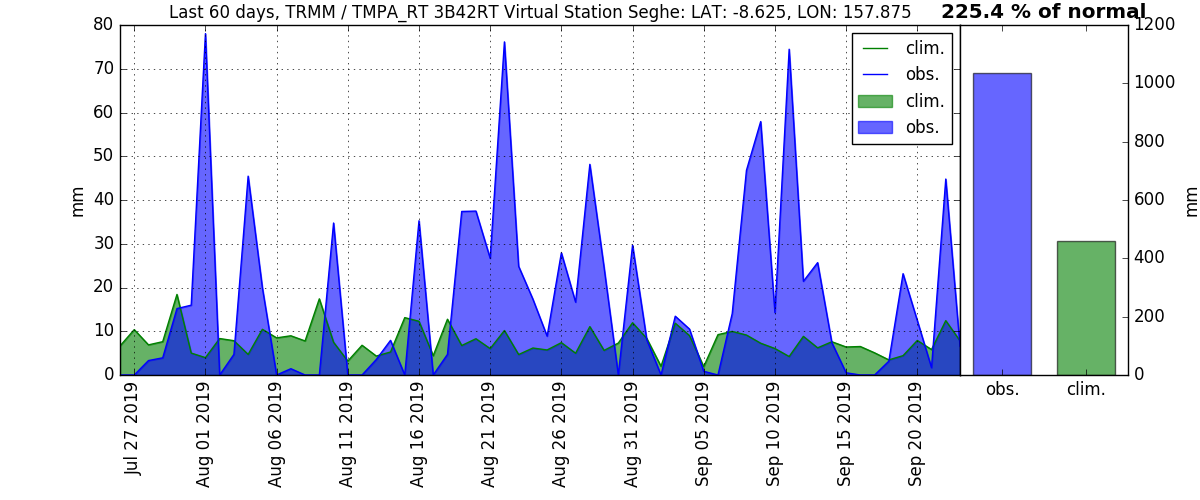 Last 60 days, TRMM / TMPA_RT 3B42RT Virtual Station Seghe: LAT: -8.625, LON: 157.875
225.4 % of normal
80
70
60
50
40
30
20
10
0
mm
clim.
obs.
clim.
obs.
1200
1000
800
600
400
200
0
mm
Jul 27 2019
Aug 01 2019
Aug 06 2019
Aug 11 2019
Aug 16 2019
Aug 21 2019
Aug 26 2019
Aug 31 2019
Sep 05 2019
Sep 10 2019
Sep 15 2019
Sep 20 2019
obs.
clim.